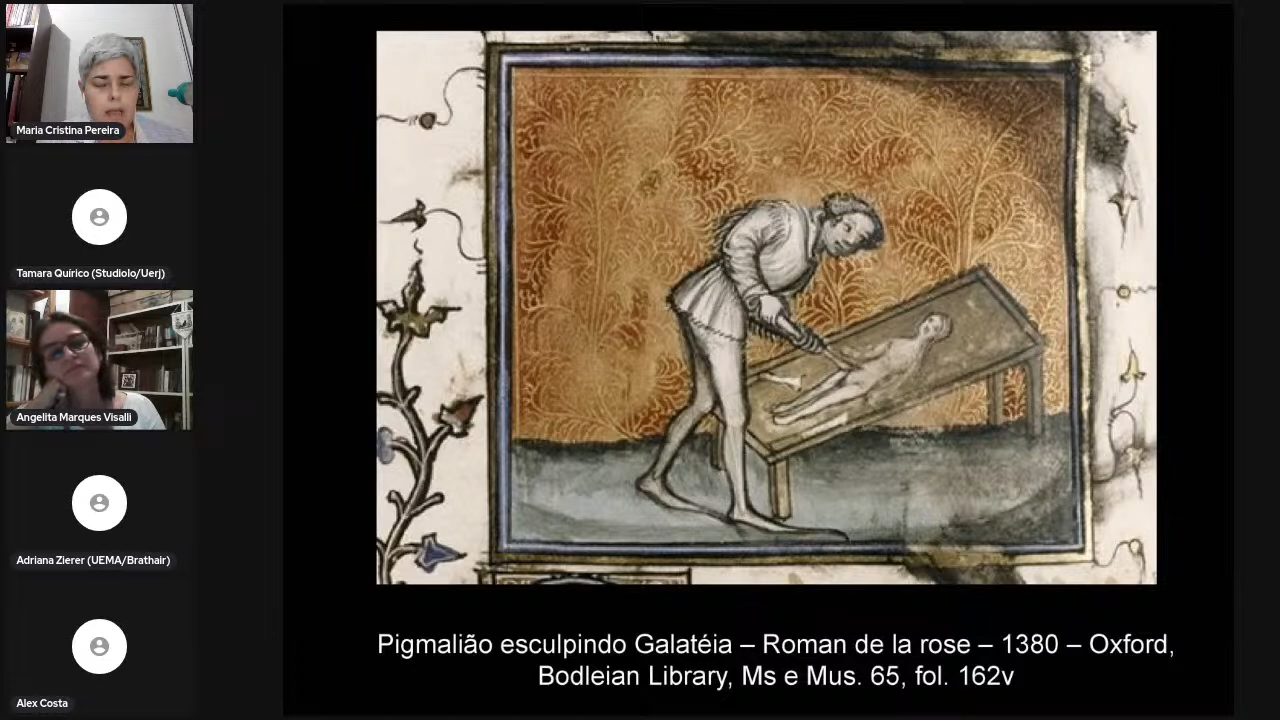 Maria Cristina Pereira
Tamara Quírico (Studiolo/Uerj)
Angelita Marques Visalli
Adriana Zierer (UEMA/Brathair)
Alex Costa
Pigmalião esculpindo Galatéia – Roman de la rose – 1380 – Oxford,
Bodleian Library, Ms e Mus. 65, fol. 162v